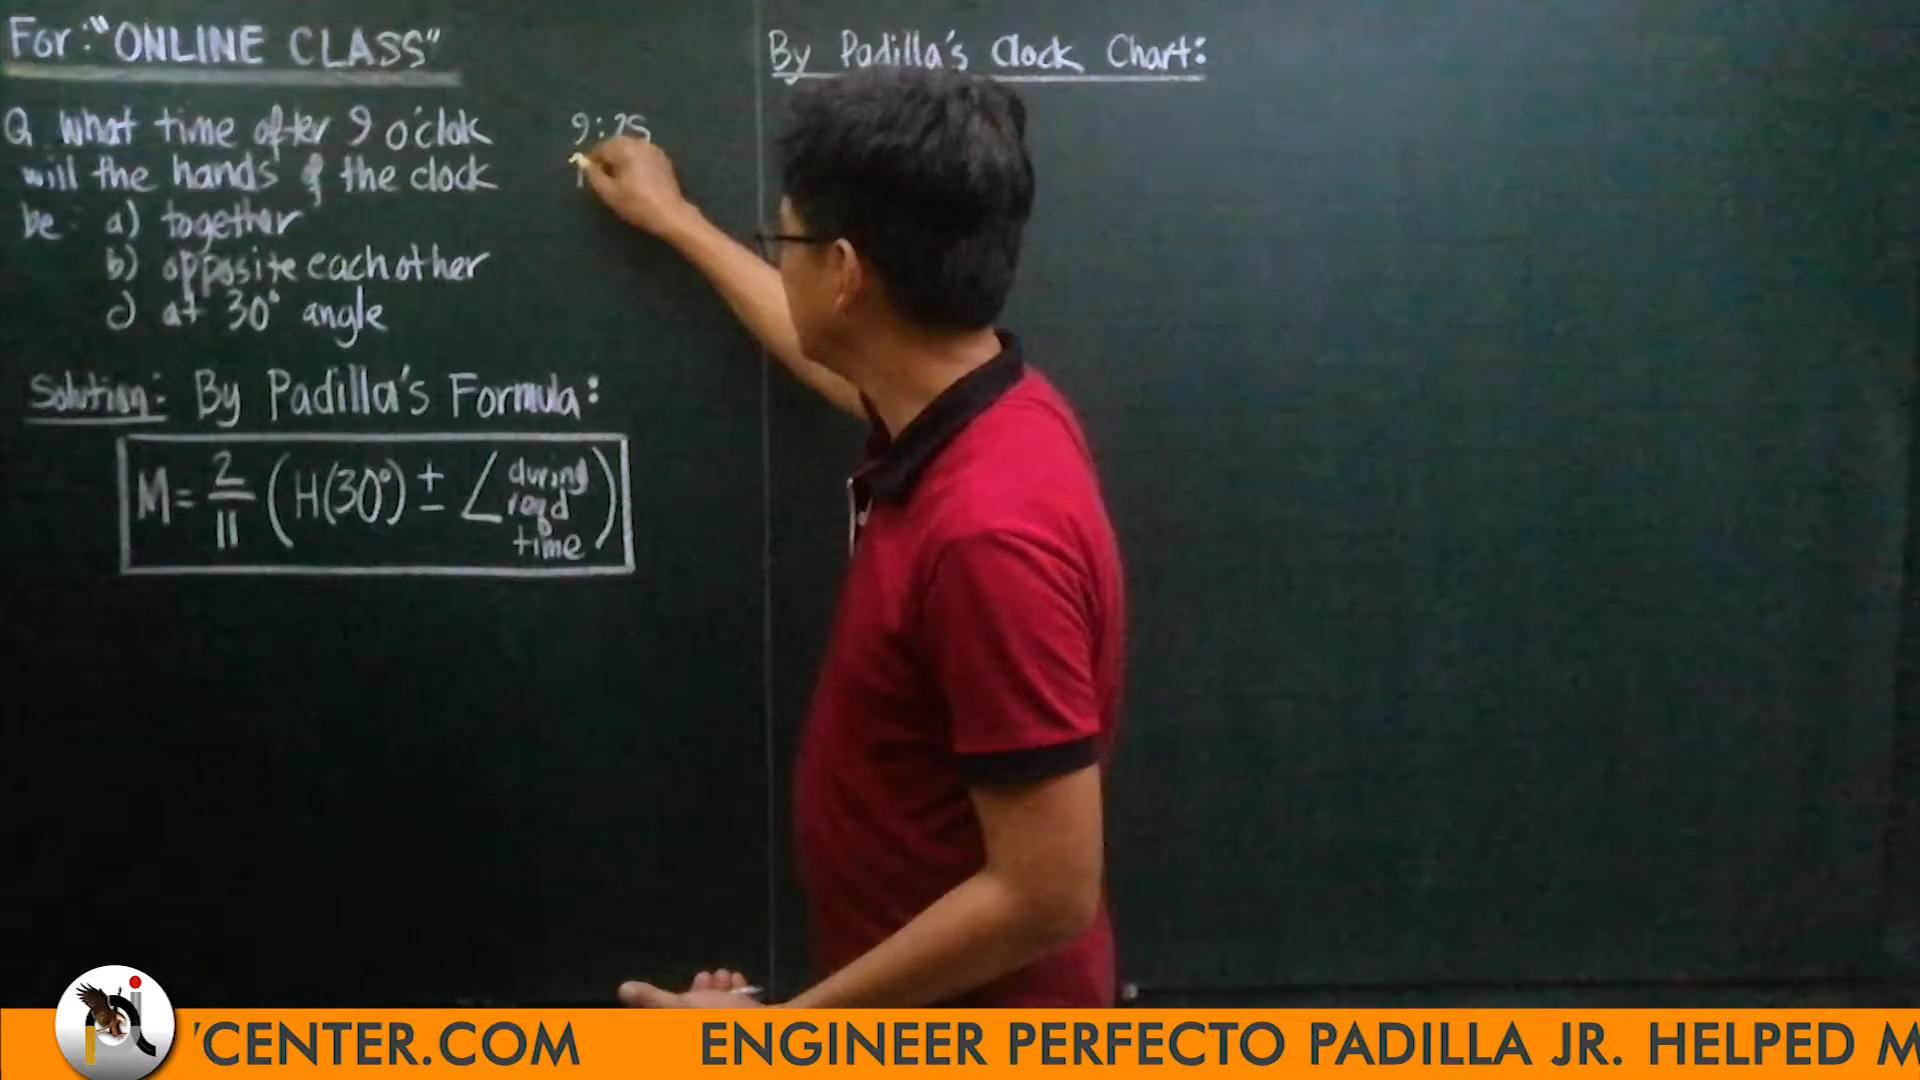 For: "ONLINE CLASS"
Q. What time after 9 o'clok
will the hands of the clock
be: a) together
b) opposite each other
c) at 30° angle
Solution: By Padilla's Formula:
M = 2/11 (H(30°) ± ∠ during reqd time)
9:25
By Padilla's Clock Chart:
'CENTER.COM ENGINEER PERFECTO PADILLA JR. HELPED M